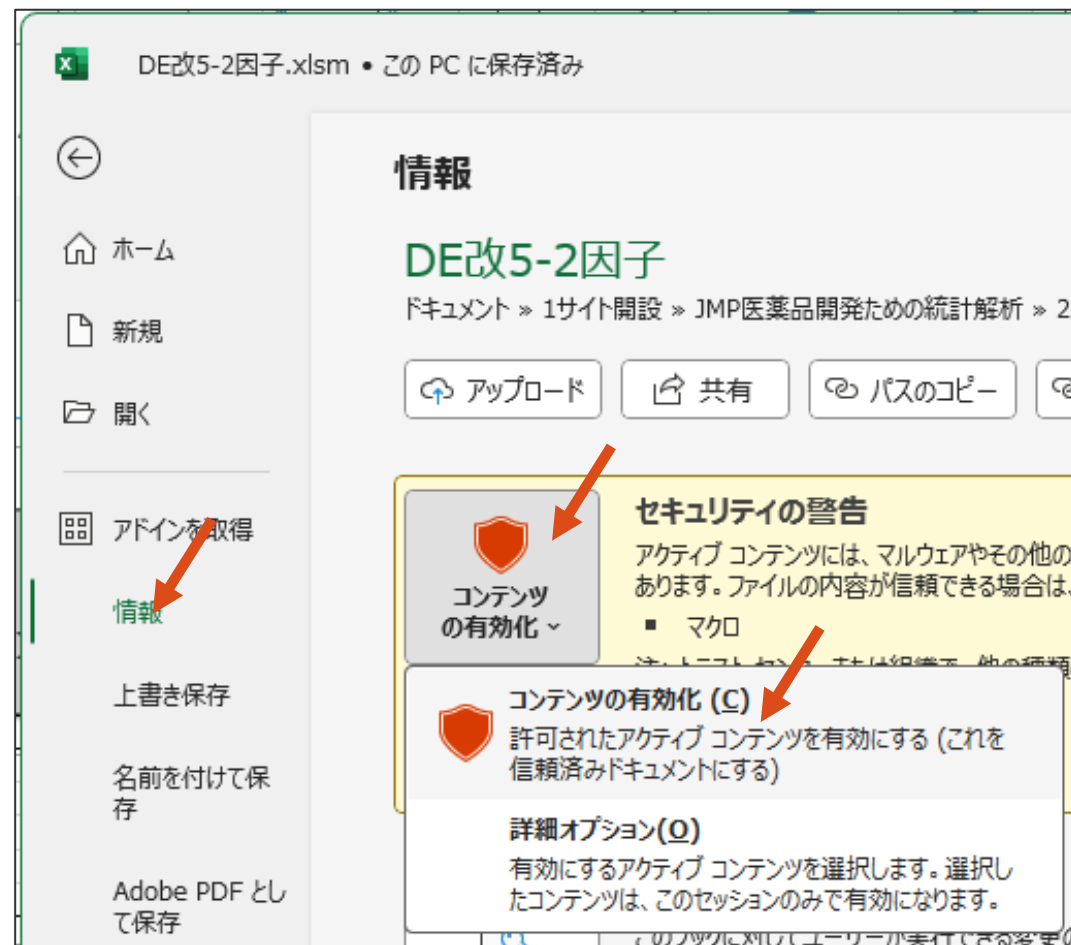 DE改5-2因子.xlsm • この PC に保存済み
情報
ホーム
新規
開く
アドインを取得
情報
上書き保存
名前を付けて保
存
Adobe PDF とし
て保存
DE改5-2因子
ドキュメント » 1サイト開設 » JMP医薬品開発ための統計解析 » 2
アップロード
共有
パスのコピー
コンテンツ
の有効化
セキュリティの警告
アクティブ コンテンツには、マルウェアやその他の
あります。ファイルの内容が信頼できる場合は、
▪ マクロ
コンテンツの有効化 (C)
許可されたアクティブ コンテンツを有効にする (これを
信頼済みドキュメントにする)
詳細オプション(O)
有効にするアクティブ コンテンツを選択します。選択し
たコンテンツは、このセッションのみで有効になります。